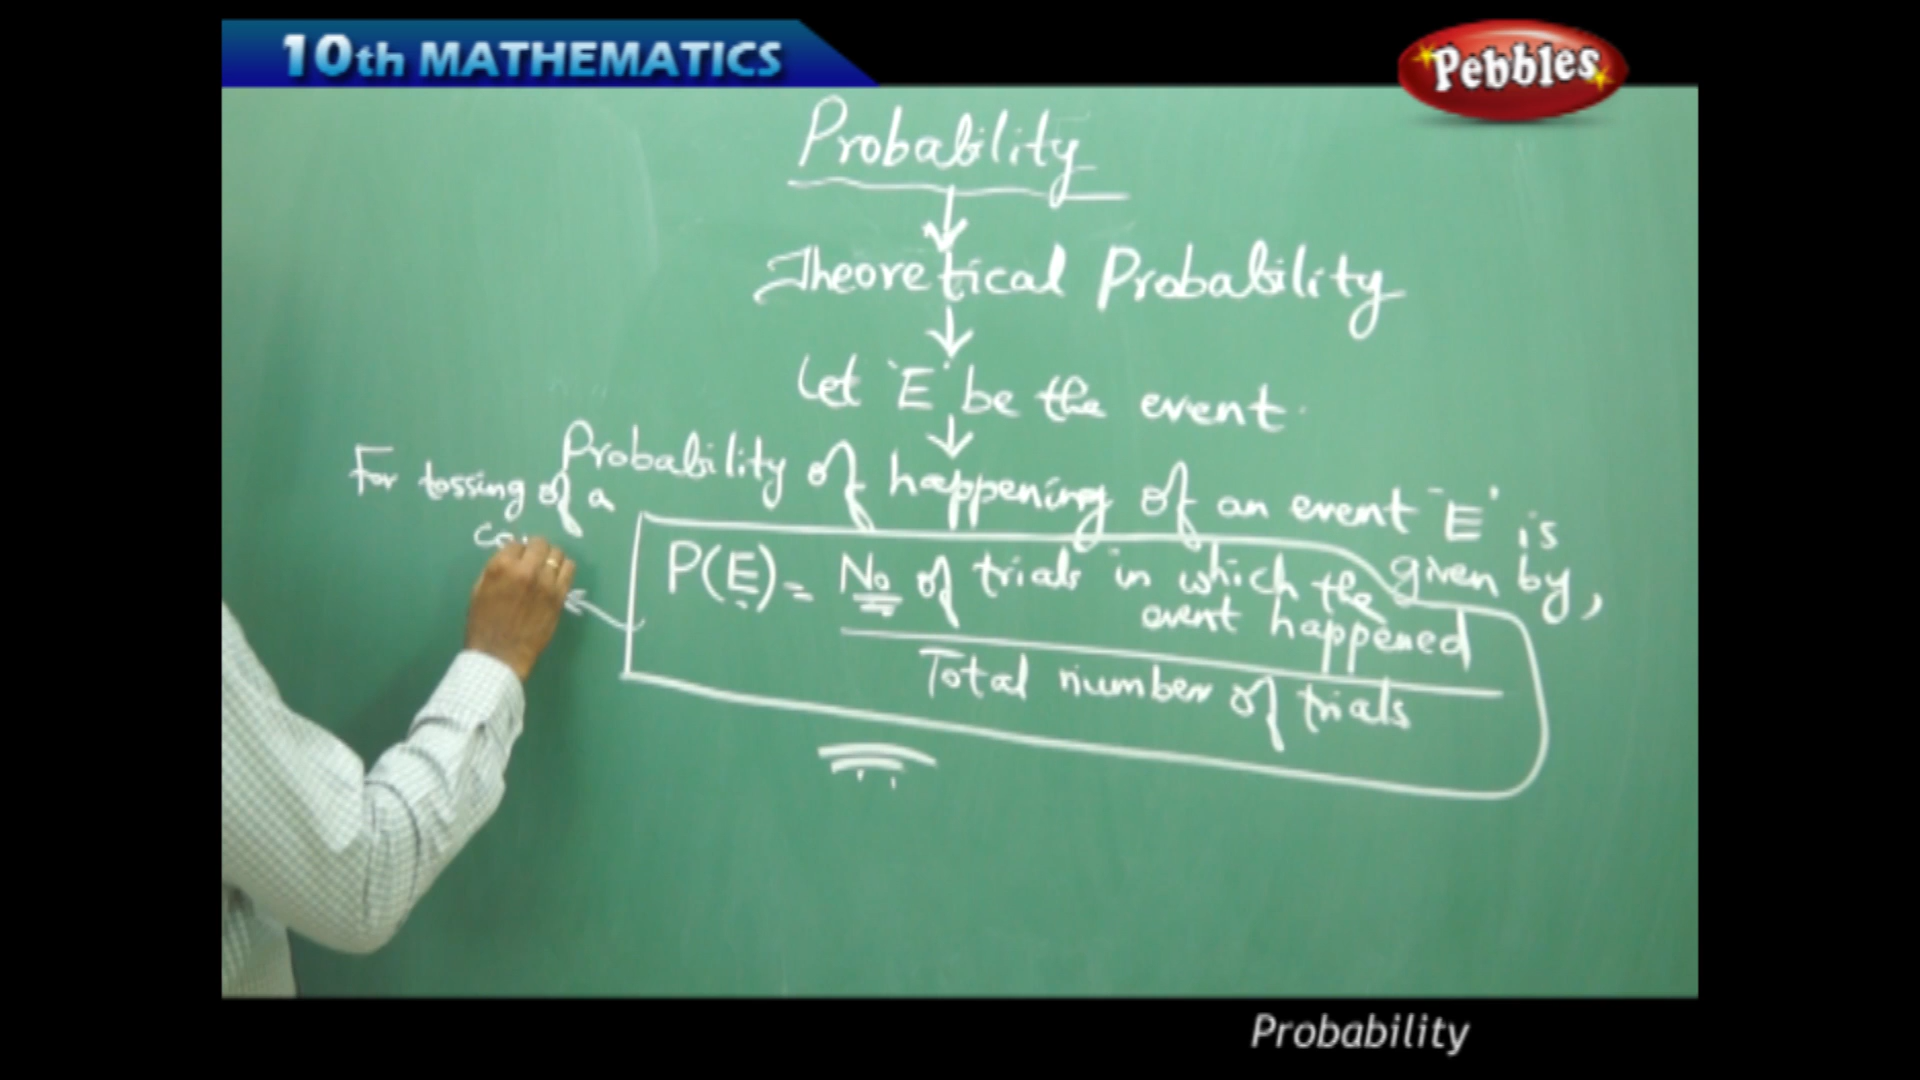 10th MATHEMATICS
Pebbles
Probability
Theoretical Probability
Let 'E' be the event.
Probability of happening of an event 'E' is
given by,
For tossing of a
P(E) = No of trials in which the
event happened
Total number of trials
Probability